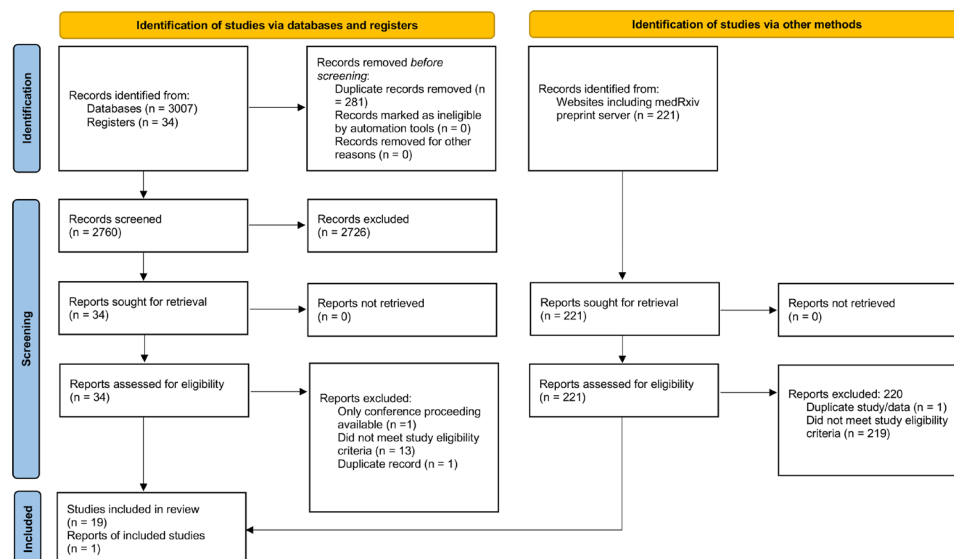 Identification of studies via databases and registers
Identification of studies via other methods
Identification
Records identified from:
Databases (n = 3007)
Registers (n = 34)
Records removed before
screening:
Duplicate records removed (n
= 281)
Records marked as ineligible
by automation tools (n = 0)
Records removed for other
reasons (n = 0)
Records identified from:
Websites including medRxiv
preprint server (n = 221)
Screening
Records screened
(n = 2760)
Records excluded
(n = 2726)
Reports sought for retrieval
(n = 34)
Reports not retrieved
(n = 0)
Reports sought for retrieval
(n = 221)
Reports not retrieved
(n = 0)
Reports assessed for eligibility
(n = 34)
Reports excluded:
Only conference proceeding
available (n =1)
Did not meet study eligibility
criteria (n = 13)
Duplicate record (n = 1)
Reports assessed for eligibility
(n = 221)
Reports excluded: 220
Duplicate study/data (n = 1)
Did not meet study eligibility
criteria (n = 219)
Included
Studies included in review
(n = 19)
Reports of included studies
(n = 1)